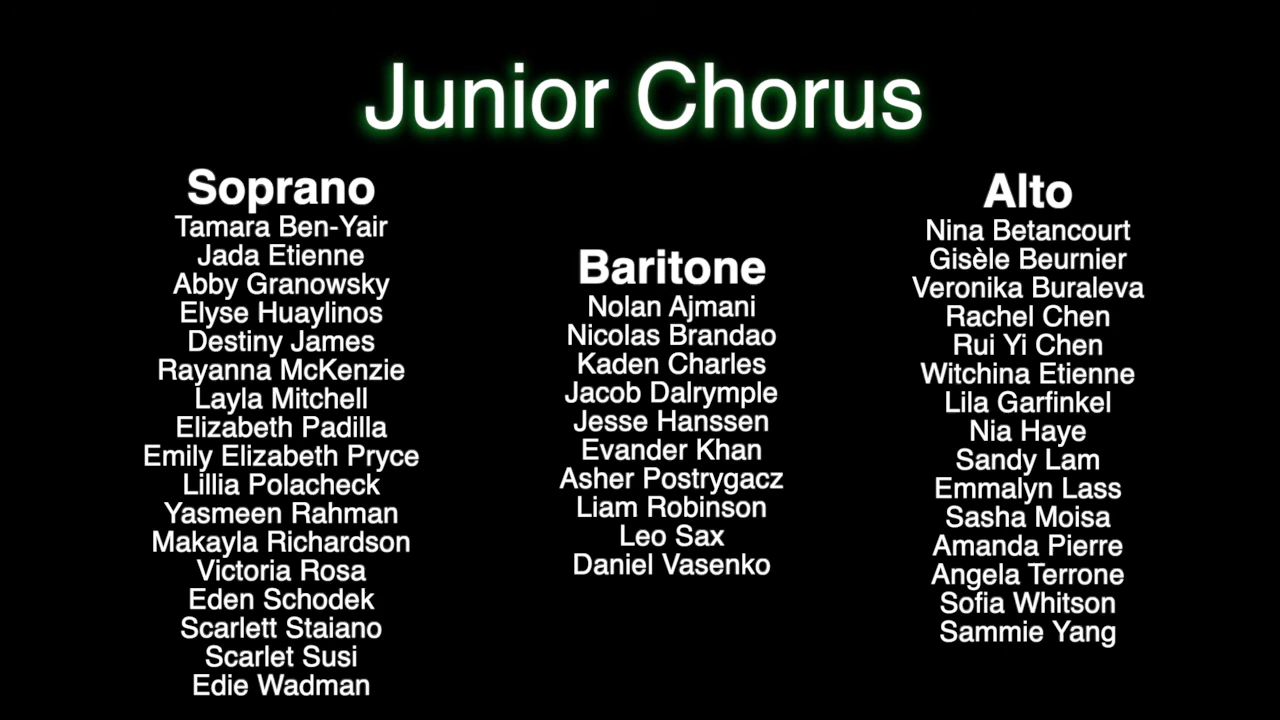 Junior Chorus
Soprano
Tamara Ben-Yair
Jada Etienne
Abby Granowsky
Elyse Huaylinos
Destiny James
Rayanna McKenzie
Layla Mitchell
Elizabeth Padilla
Emily Elizabeth Pryce
Lillia Polacheck
Yasmeen Rahman
Makayla Richardson
Victoria Rosa
Eden Schodek
Scarlett Staiano
Scarlet Susi
Edie Wadman
Baritone
Nolan Ajmani
Nicolas Brandao
Kaden Charles
Jacob Dalrymple
Jesse Hanssen
Evander Khan
Asher Postrygacz
Liam Robinson
Leo Sax
Daniel Vasenko
Alto
Nina Betancourt
Gisèle Beurnier
Veronika Buraleva
Rachel Chen
Rui Yi Chen
Witchina Etienne
Lila Garfinkel
Nia Haye
Sandy Lam
Emmalyn Lass
Sasha Moisa
Amanda Pierre
Angela Terrone
Sofia Whitson
Sammie Yang